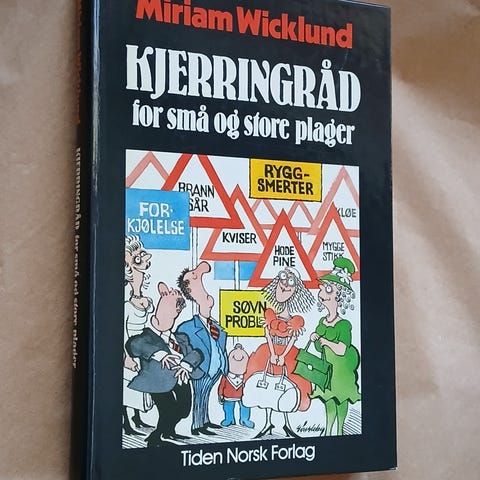 Miriam Wicklund
KJERRINGRÅD
for små og store plager
RYGG-
SMERTER
BRANN
SÅR
FOR-
KJØLELSE
KVISER
HODE
PINE
KLØE
MYGGE
STIKK
SØVN
PROBLE
Tiden Norsk Forlag
KJERRINGRÅD for små og store plager